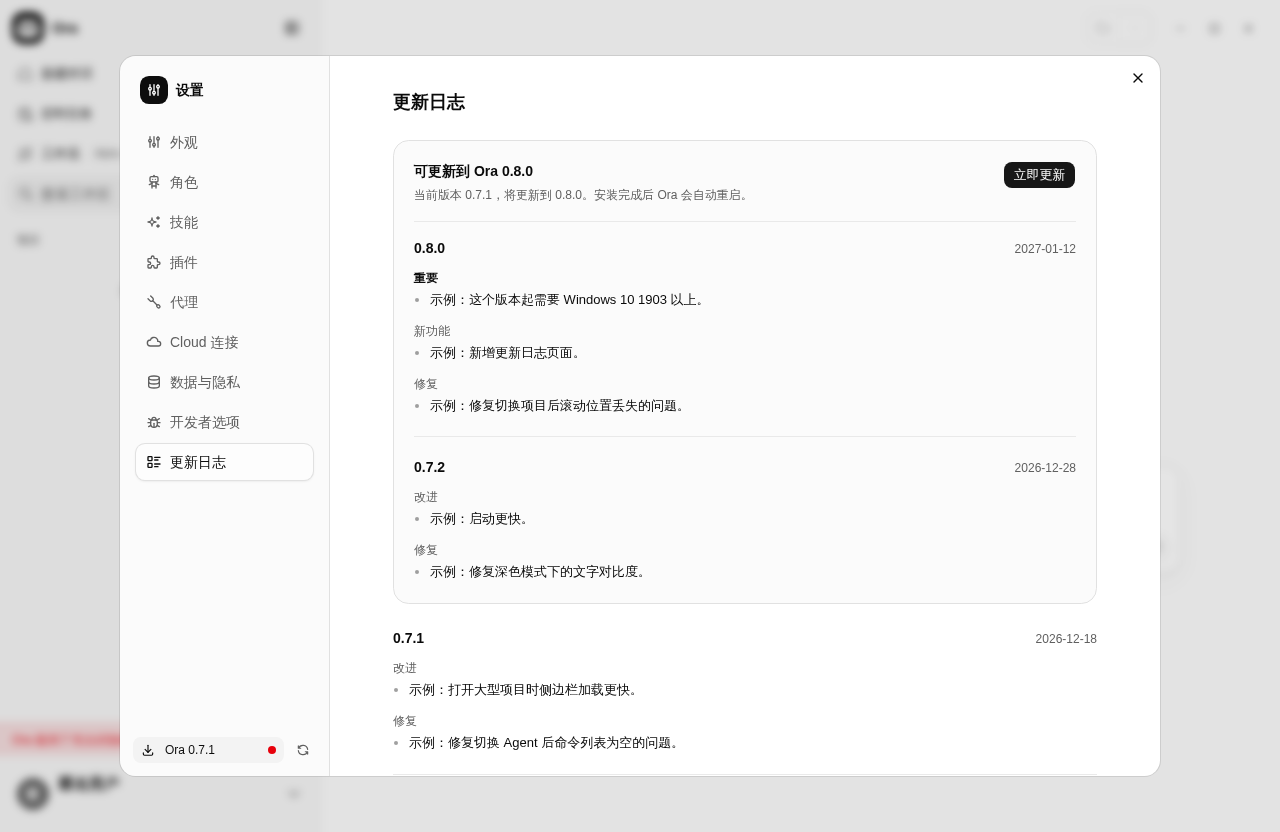 Ora
设置
外观
角色
技能
插件
代理
Cloud 连接
数据与隐私
开发者选项
更新日志
Ora 0.7.1
更新日志
可更新到 Ora 0.8.0
当前版本 0.7.1，将更新到 0.8.0。安装完成后 Ora 会自动重启。
立即更新
0.8.0 2027-01-12
重要
示例：这个版本起需要 Windows 10 1903 以上。
新功能
示例：新增更新日志页面。
修复
示例：修复切换项目后滚动位置丢失的问题。
0.7.2 2026-12-28
改进
示例：启动更快。
修复
示例：修复深色模式下的文字对比度。
0.7.1 2026-12-18
改进
示例：打开大型项目时侧边栏加载更快。
修复
示例：修复切换 Agent 后命令列表为空的问题。